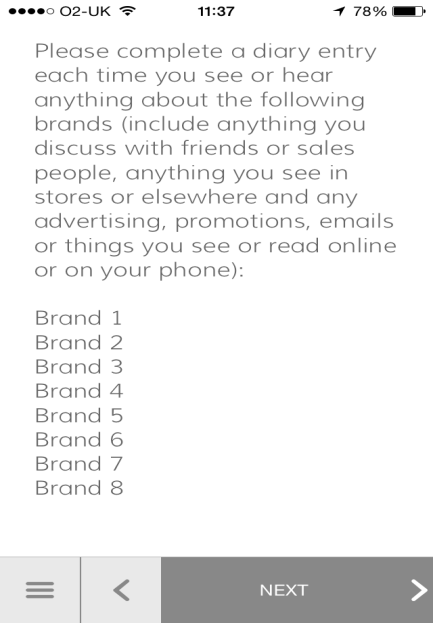 O2-UK 11:37 78%
Please complete a diary entry
each time you see or hear
anything about the following
brands (include anything you
discuss with friends or sales
people, anything you see in
stores or elsewhere and any
advertising, promotions, emails
or things you see or read online
or on your phone):
Brand 1
Brand 2
Brand 3
Brand 4
Brand 5
Brand 6
Brand 7
Brand 8
NEXT